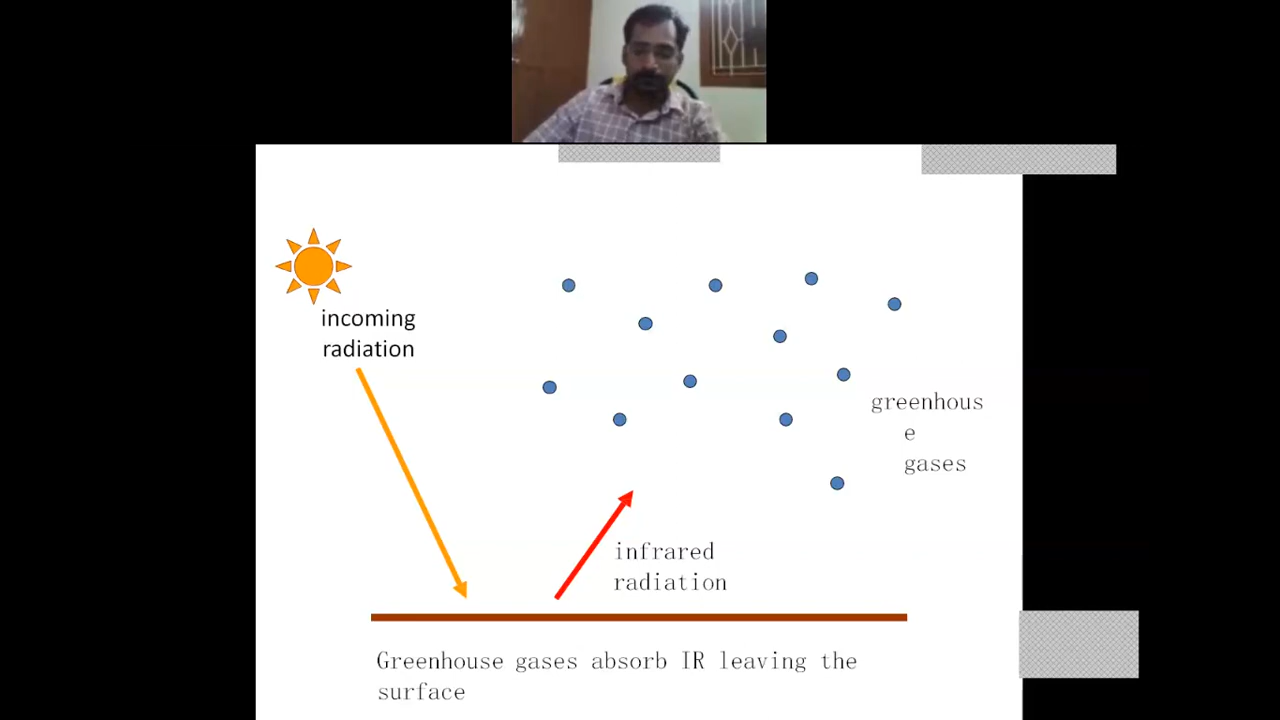 incoming
radiation
greenhous
e
gases
infrared
radiation
Greenhouse gases absorb IR leaving the
surface